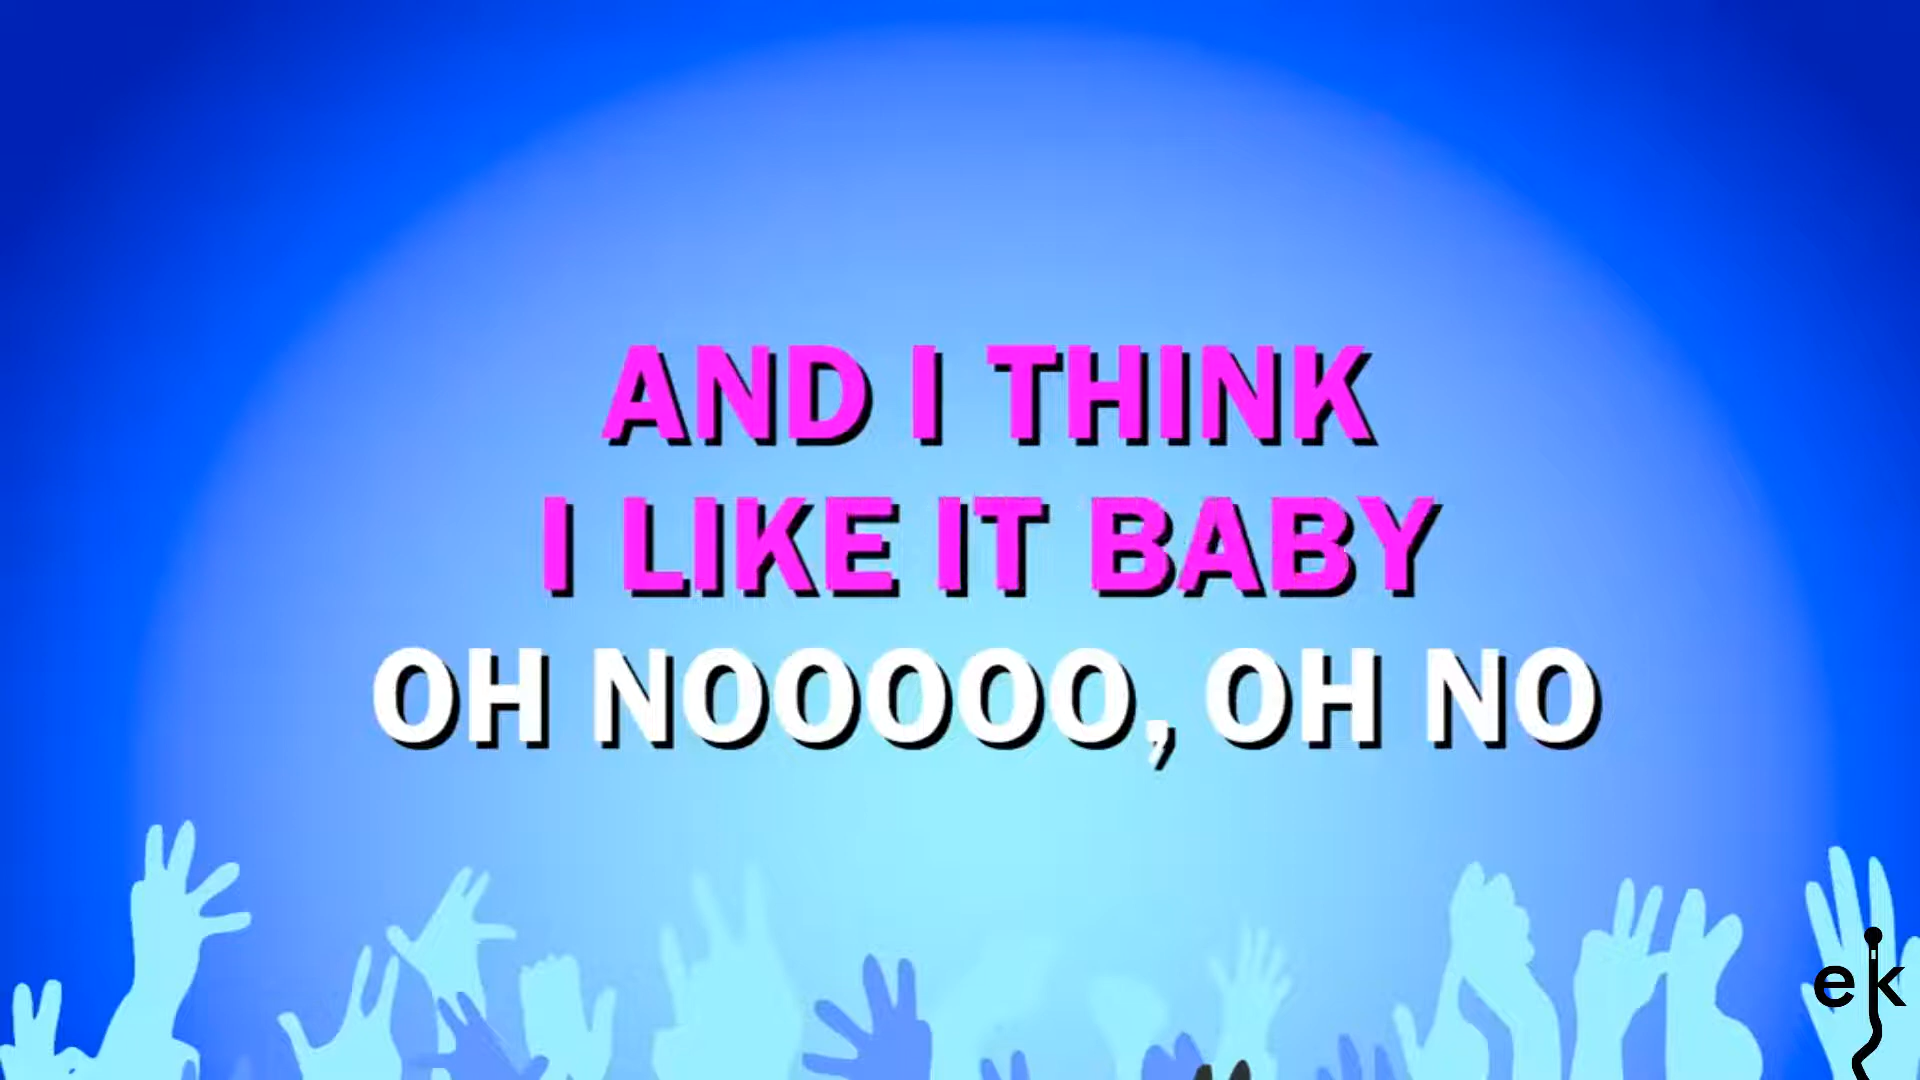 AND I THINK
I LIKE IT BABY
OH NOOOOO, OH NO
ek